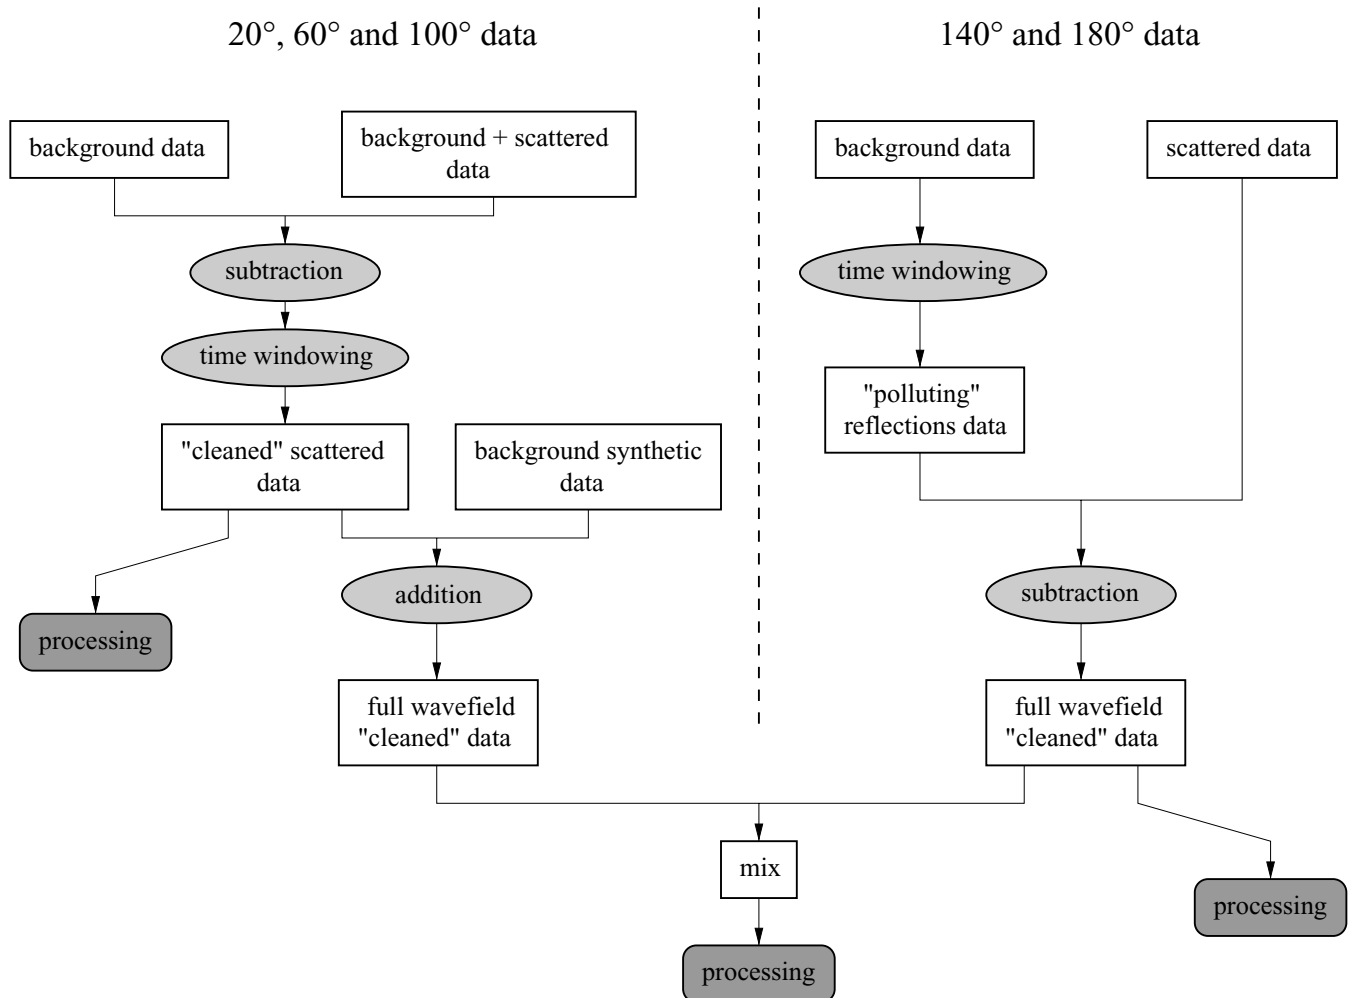 20°, 60° and 100° data
140° and 180° data
background data
background + scattered
data
background data
scattered data
subtraction
time windowing
time windowing
"cleaned" scattered
data
background synthetic
data
"polluting"
reflections data
addition
subtraction
processing
full wavefield
"cleaned" data
full wavefield
"cleaned" data
mix
processing
processing